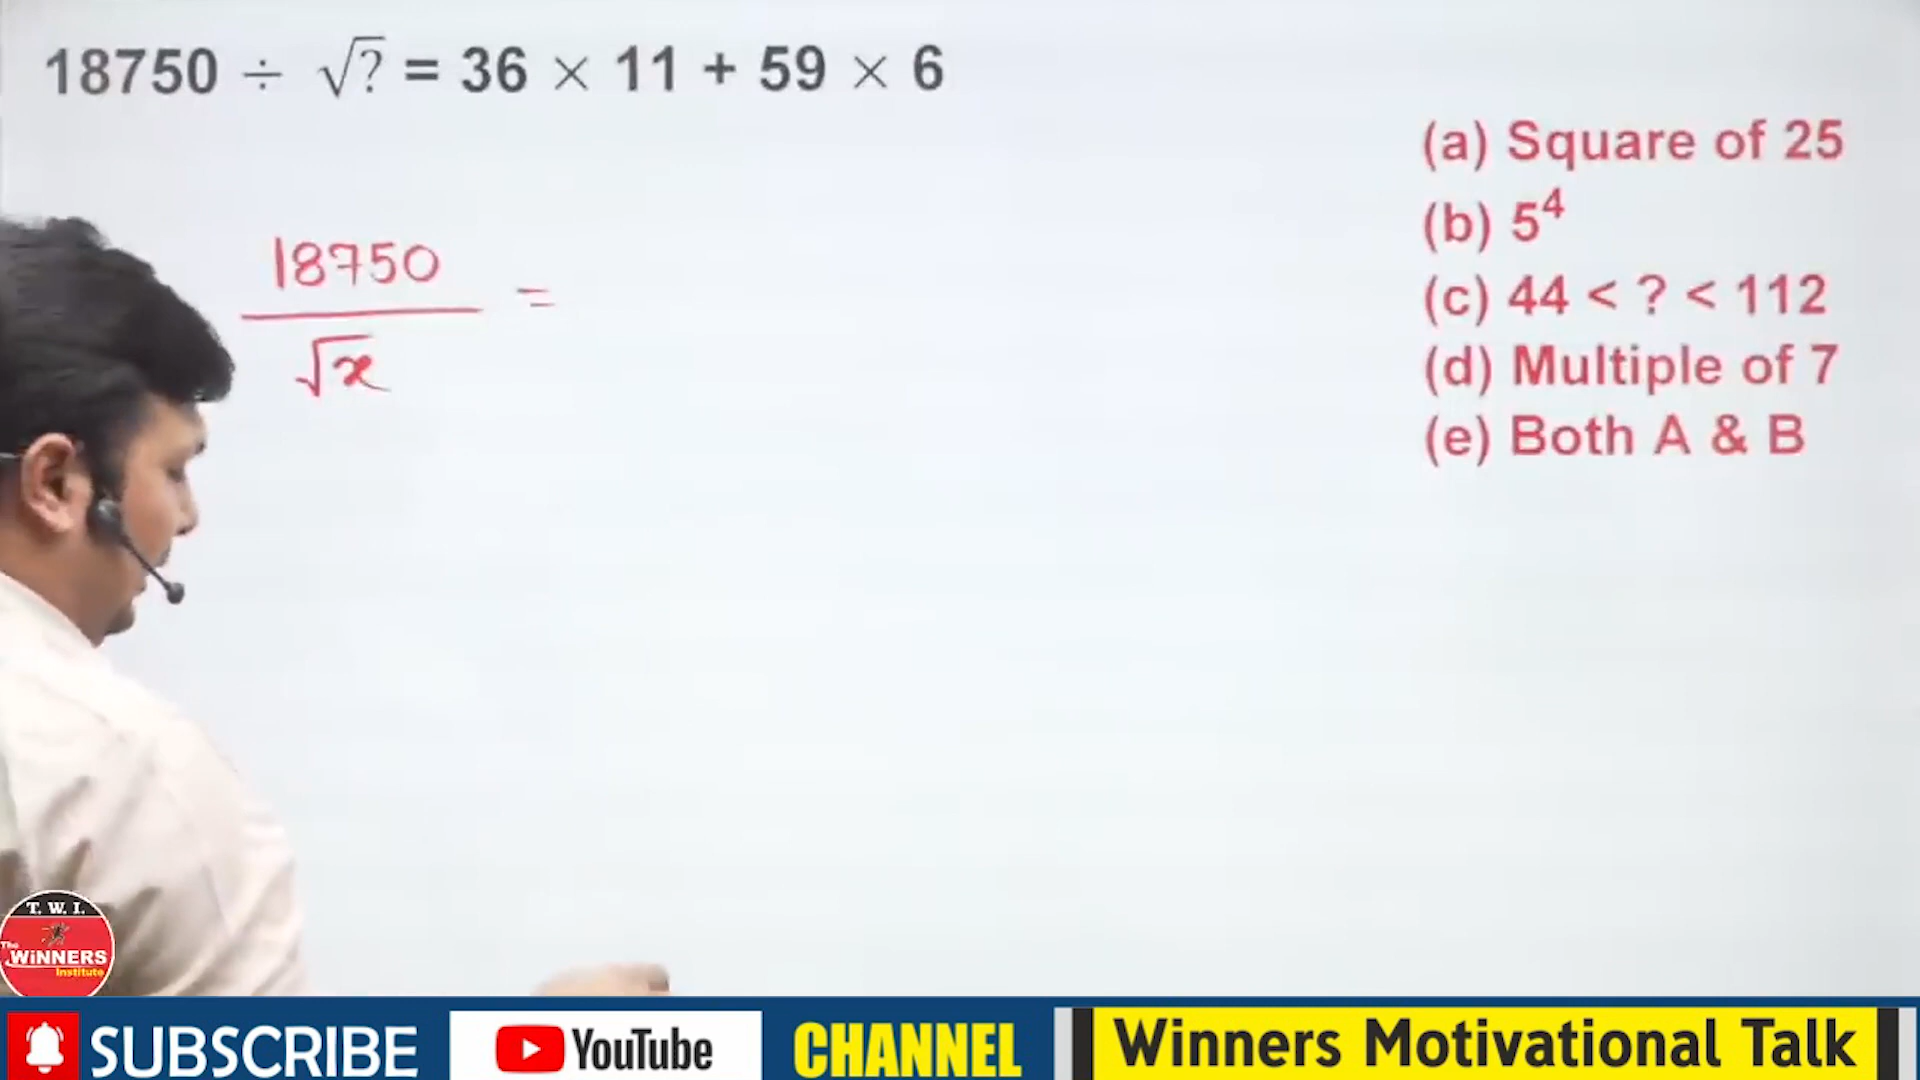 18750 ÷ √? = 36 × 11 + 59 × 6
(a) Square of 25
(b) 5⁴
(c) 44 < ? < 112
(d) Multiple of 7
(e) Both A & B
18750
=
√x
T. W. I.
The
WiNNERS
Institute
SUBSCRIBE YouTube CHANNEL Winners Motivational Talk